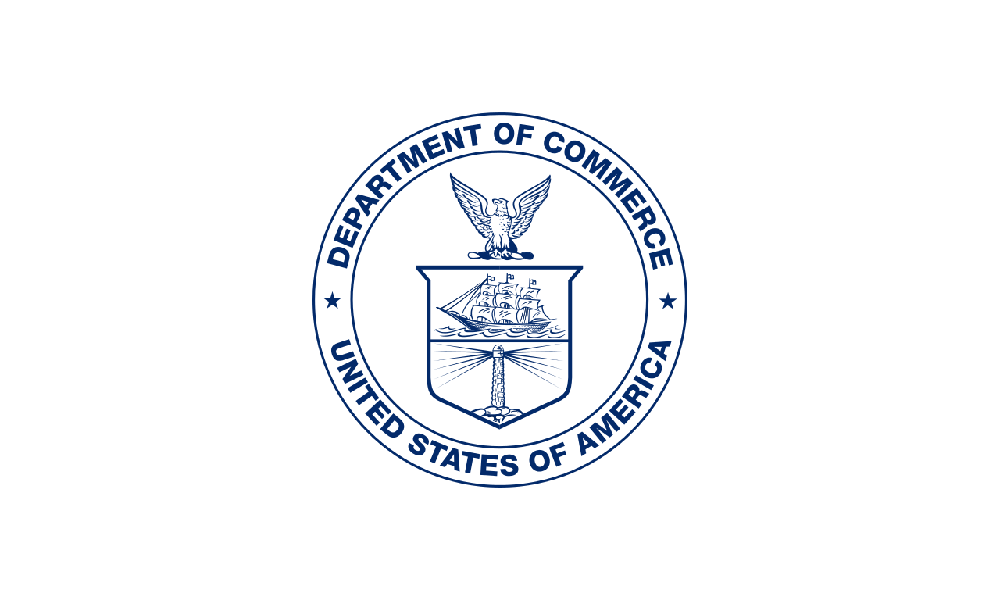 DEPARTMENT OF COMMERCE
UNITED STATES OF AMERICA